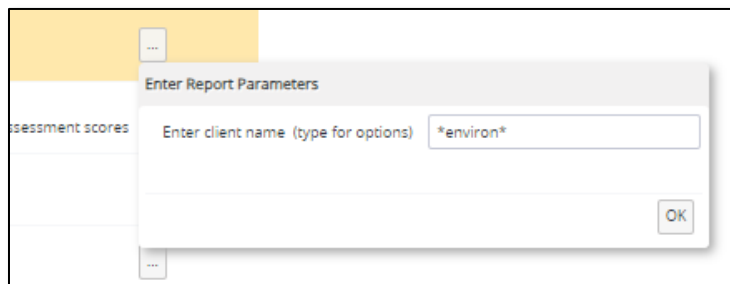 ...
Enter Report Parameters
ssessment scores
Enter client name (type for options) *environ*
OK
...